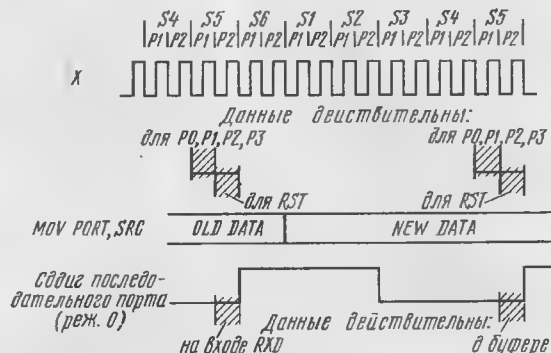 S4 S5 S6 S1 S2 S3 S4 S5
P1\P2 P1\P2 P1\P2 P1\P2 P1\P2 P1\P2 P1\P2 P1\P2
X
Данные действительны:
для P0,P1,P2,P3 для P0,P1,P2,P3
для RST для RST
MOV PORT,SRC OLD DATA NEW DATA
Сдвиг последо-
вательного порта
(реж. 0)
на входе RXD Данные действительны: в буфере